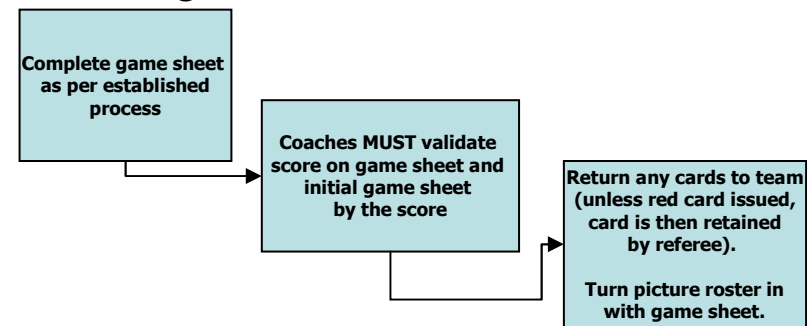 Complete game sheet
as per established
process
Coaches MUST validate
score on game sheet and
initial game sheet
by the score
Return any cards to team
(unless red card issued,
card is then retained
by referee).
Turn picture roster in
with game sheet.